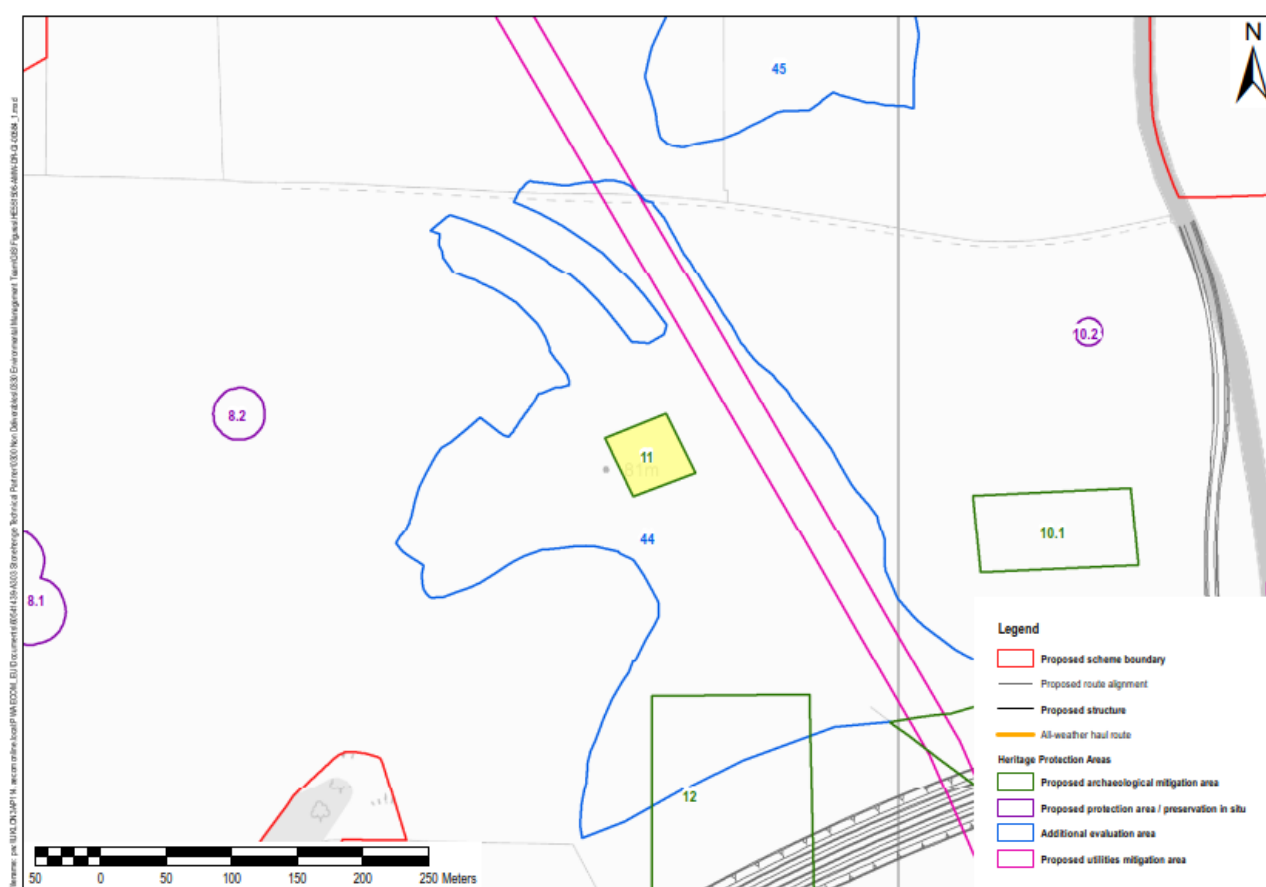 N
45
10.2
8.2
11
81m
44
10.1
8.1
12
Legend
Proposed scheme boundary
Proposed route alignment
Proposed structure
All-weather haul route
Heritage Protection Areas
Proposed archaeological mitigation area
Proposed protection area / preservation in situ
Additional evaluation area
Proposed utilities mitigation area
50 0 50 100 150 200 250 Meters